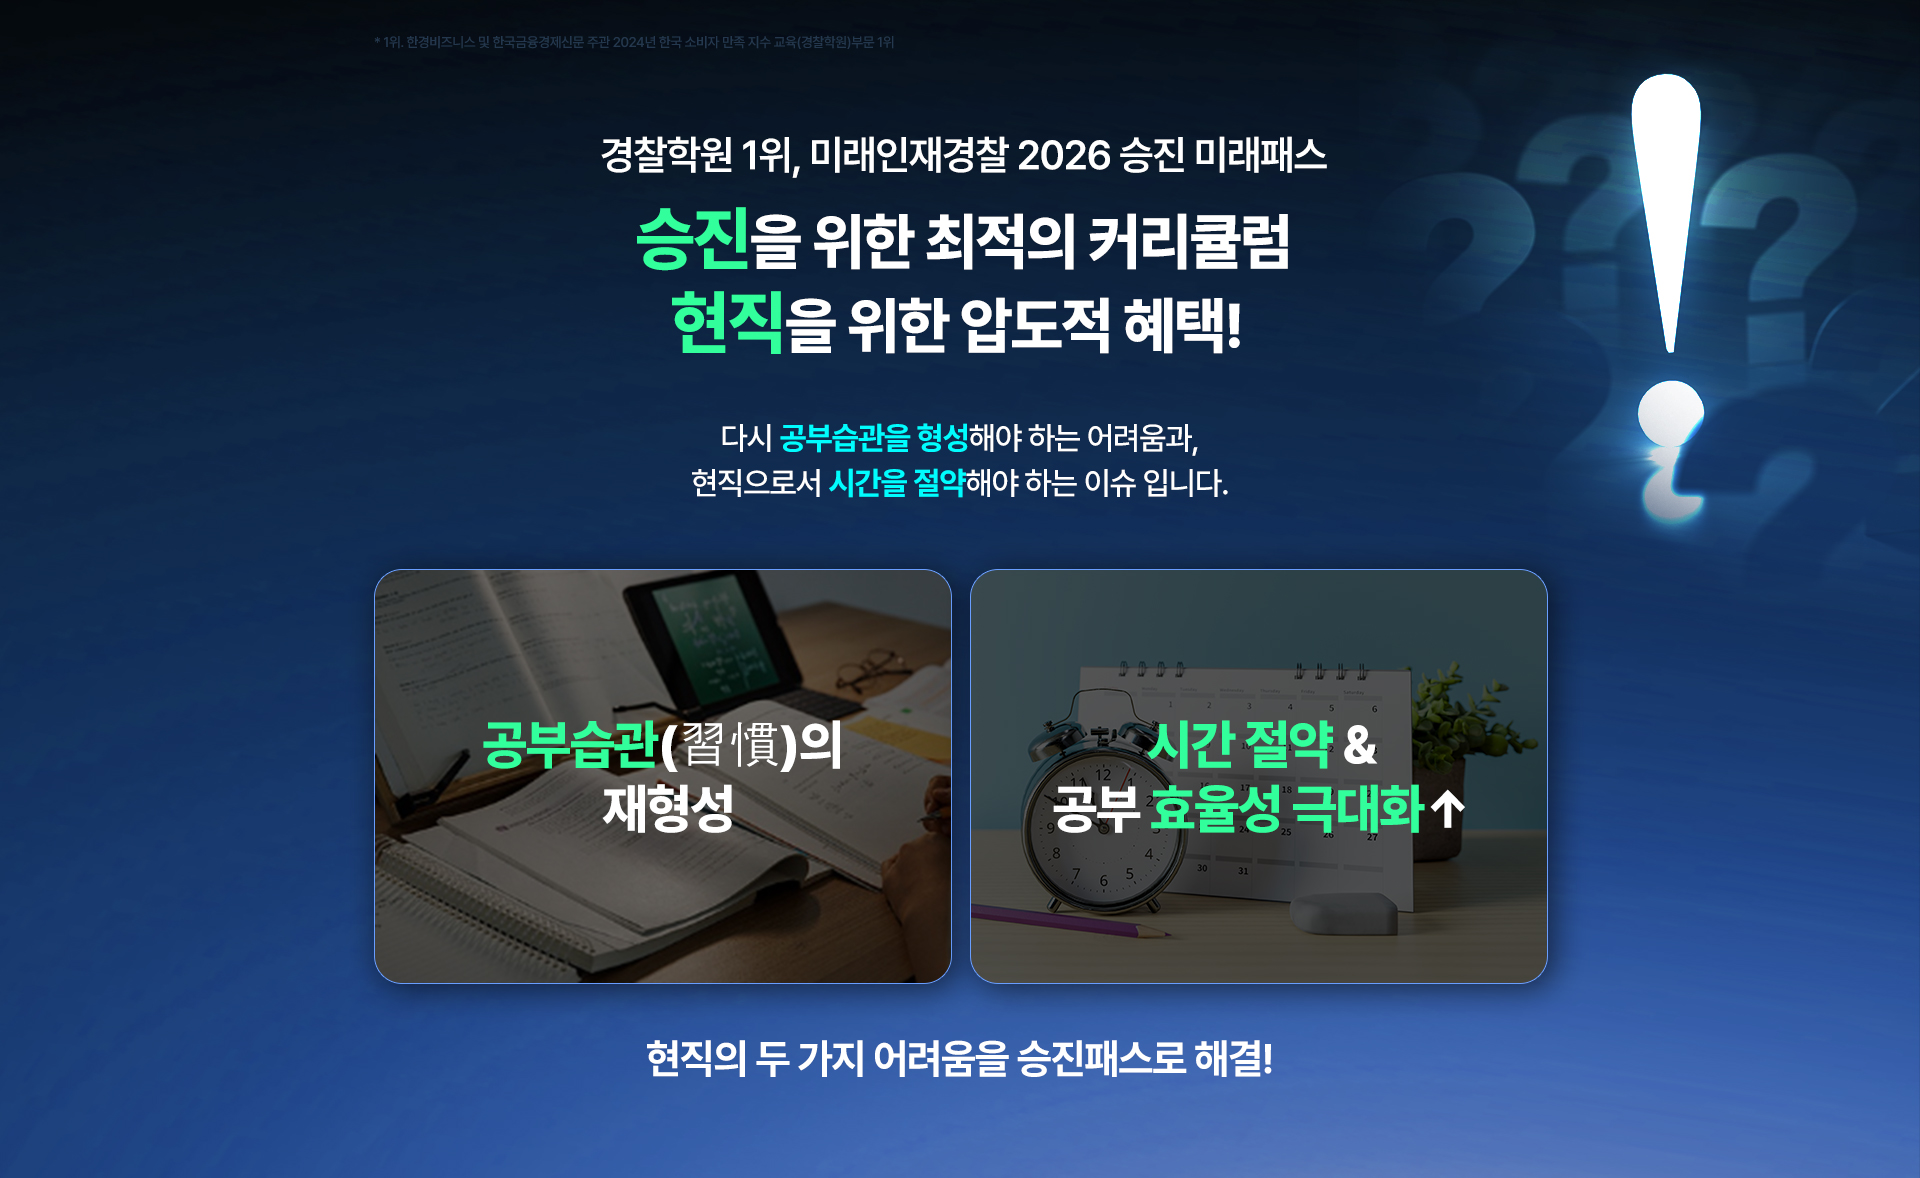 * 1위. 한경비즈니스 및 한국금융경제신문 주관 2024년 한국 소비자 만족 지수 교육(경찰학원)부문 1위
경찰학원 1위, 미래인재경찰 2026 승진 미래패스
승진을 위한 최적의 커리큘럼
현직을 위한 압도적 혜택!
다시 공부습관을 형성해야 하는 어려움과,
현직으로서 시간을 절약해야 하는 이슈 입니다.
공부습관(習慣)의
재형성
시간 절약 &
공부 효율성 극대화↑
현직의 두 가지 어려움을 승진패스로 해결!